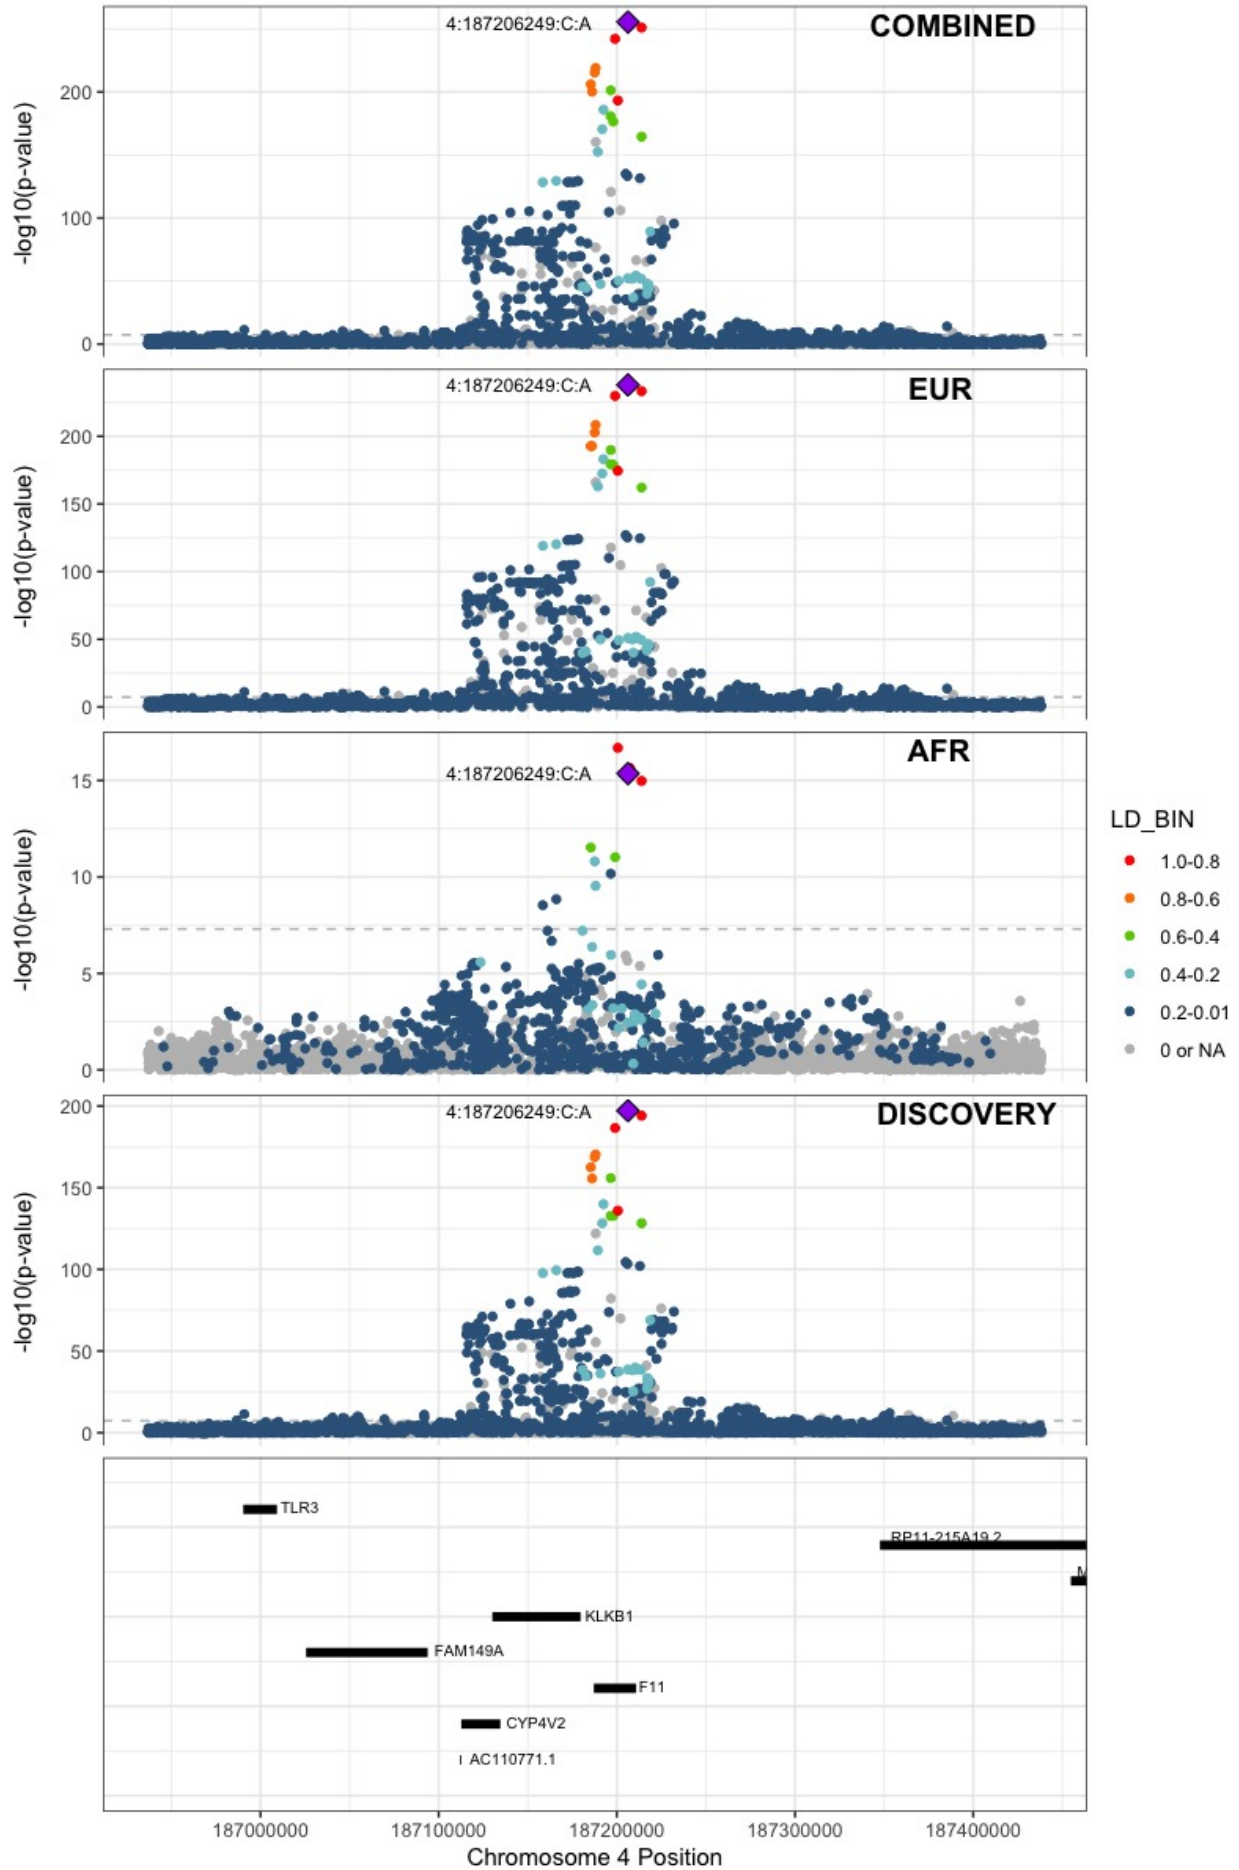 4:187206249:C:A
COMBINED
-log10(p-value)
200
100
0
4:187206249:C:A
EUR
-log10(p-value)
200
150
100
50
0
4:187206249:C:A
AFR
-log10(p-value)
15
10
5
0
LD_BIN
1.0-0.8
0.8-0.6
0.6-0.4
0.4-0.2
0.2-0.01
0 or NA
4:187206249:C:A
DISCOVERY
-log10(p-value)
200
150
100
50
0
TLR3
RP11-215A19.2
M
KLKB1
FAM149A
F11
CYP4V2
AC110771.1
187000000 187100000 187200000 187300000 187400000
Chromosome 4 Position